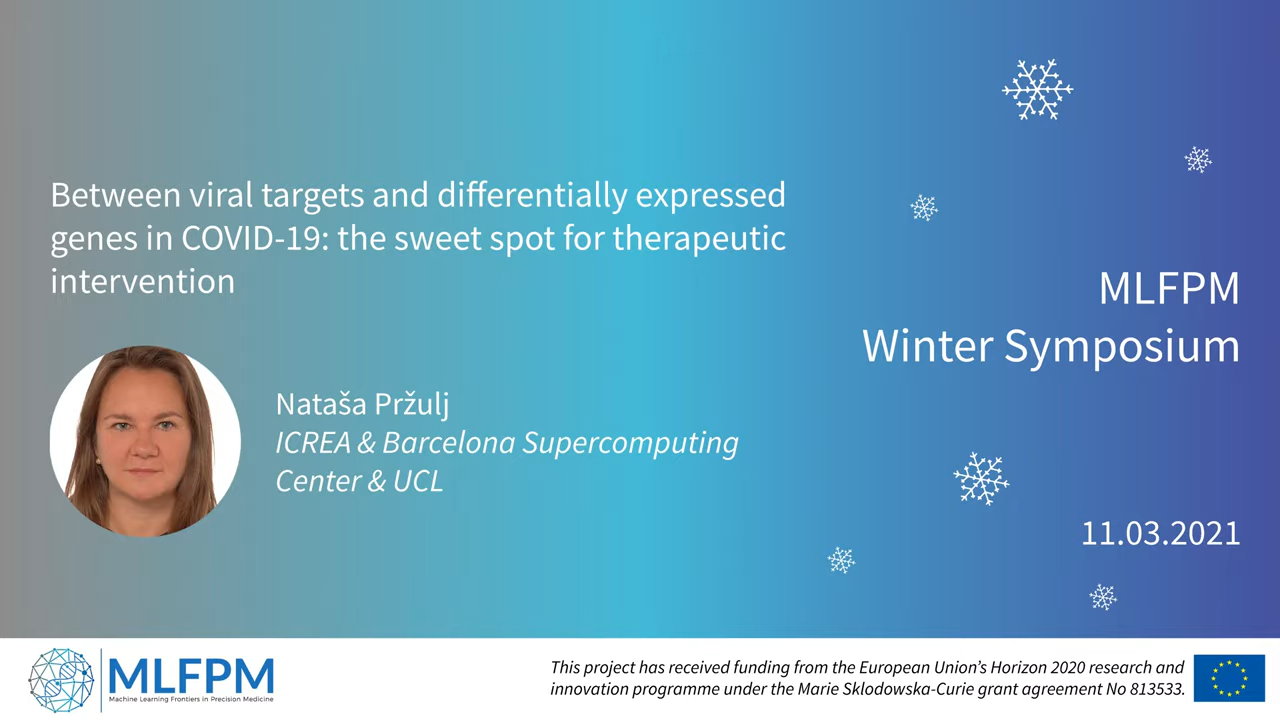 Between viral targets and differentially expressed
genes in COVID-19: the sweet spot for therapeutic
intervention
Nataša Pržulj
ICREA & Barcelona Supercomputing
Center & UCL
MLFPM
Winter Symposium
11.03.2021
MLFPM
Machine Learning Frontiers in Precision Medicine
This project has received funding from the European Union's Horizon 2020 research and
innovation programme under the Marie Sklodowska-Curie grant agreement No 813533.